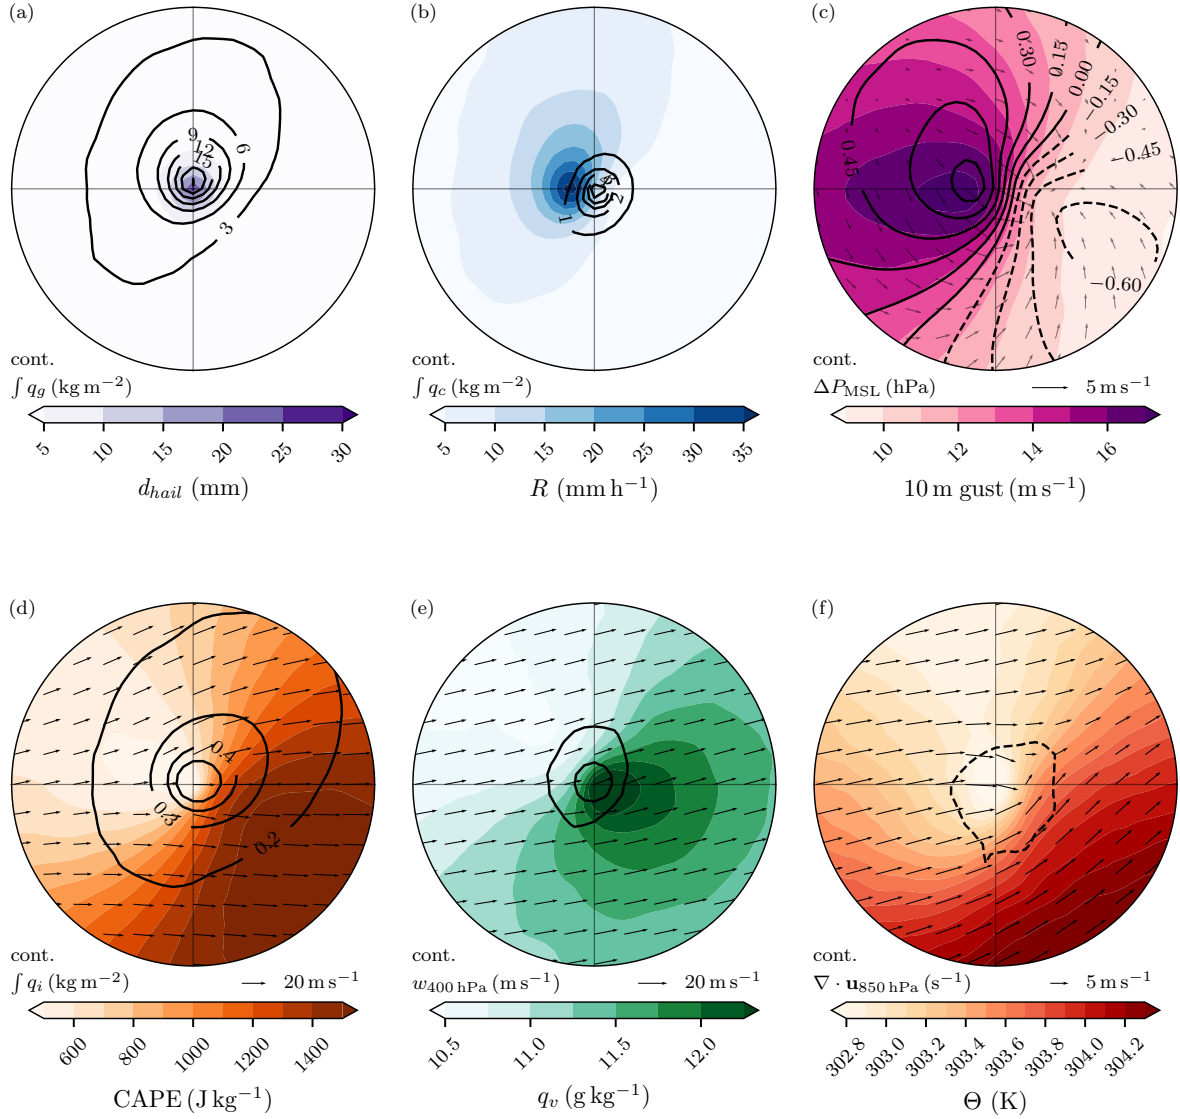 (a)
9
12
15
6
3
cont.
∫ q_g (kg m⁻²)
5 10 15 20 25 30
d_hail (mm)
(b)
4
2
1
cont.
∫ q_c (kg m⁻²)
5 10 15 20 25 30 35
R (mm h⁻¹)
(c)
0.30
0.15
0.00
−0.15
−0.30
−0.45
0.45
−0.60
cont.
ΔP_MSL (hPa)
5 m s⁻¹
10 12 14 16
10 m gust (m s⁻¹)
(d)
0.4
0.3
0.2
cont.
∫ q_i (kg m⁻²)
20 m s⁻¹
600 800 1000 1200 1400
CAPE (J kg⁻¹)
(e)
cont.
w_400 hPa (m s⁻¹)
20 m s⁻¹
10.5 11.0 11.5 12.0
q_v (g kg⁻¹)
(f)
cont.
∇ · u_850 hPa (s⁻¹)
5 m s⁻¹
302.8 303.0 303.2 303.4 303.6 303.8 304.0 304.2
Θ (K)